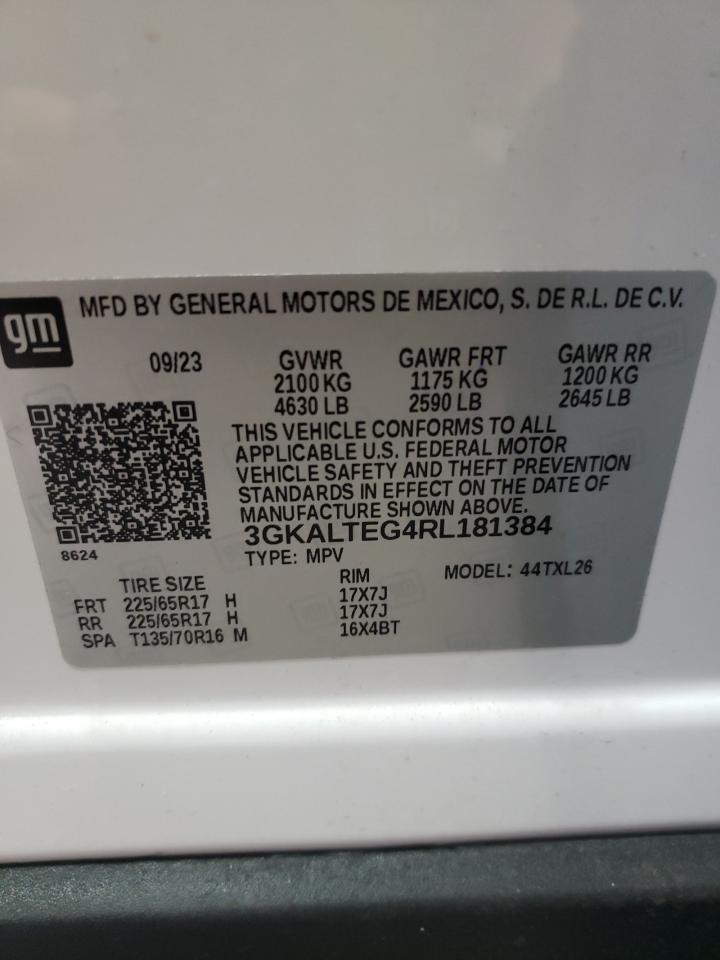 gm
MFD BY GENERAL MOTORS DE MEXICO, S. DE R.L. DE C.V.
09/23 GVWR GAWR FRT GAWR RR
2100 KG 1175 KG 1200 KG
4630 LB 2590 LB 2645 LB
THIS VEHICLE CONFORMS TO ALL
APPLICABLE U.S. FEDERAL MOTOR
VEHICLE SAFETY AND THEFT PREVENTION
STANDARDS IN EFFECT ON THE DATE OF
MANUFACTURE SHOWN ABOVE.
3GKALTEG4RL181384
8624
TYPE: MPV MODEL: 44TXL26
TIRE SIZE RIM
FRT 225/65R17 H 17X7J
RR 225/65R17 H 17X7J
SPA T135/70R16 M 16X4BT